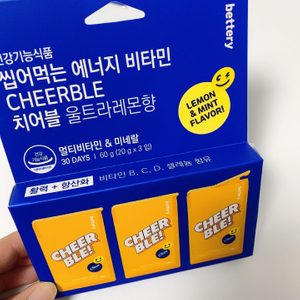 bettery
건강기능식품
씹어먹는 에너지 비타민
CHEERBLE
치어블 울트라레몬향
LEMON
& MINT
FLAVOR!
멀티비타민 & 미네랄
30 DAYS | 60 g (20 g x 3 입)
활력 + 항산화
비타민 B, C, D, 셀레늄 함유
bettery
CHEER
BLE!
bettery
CHEER
BLE!
bettery
CHEER
BLE!